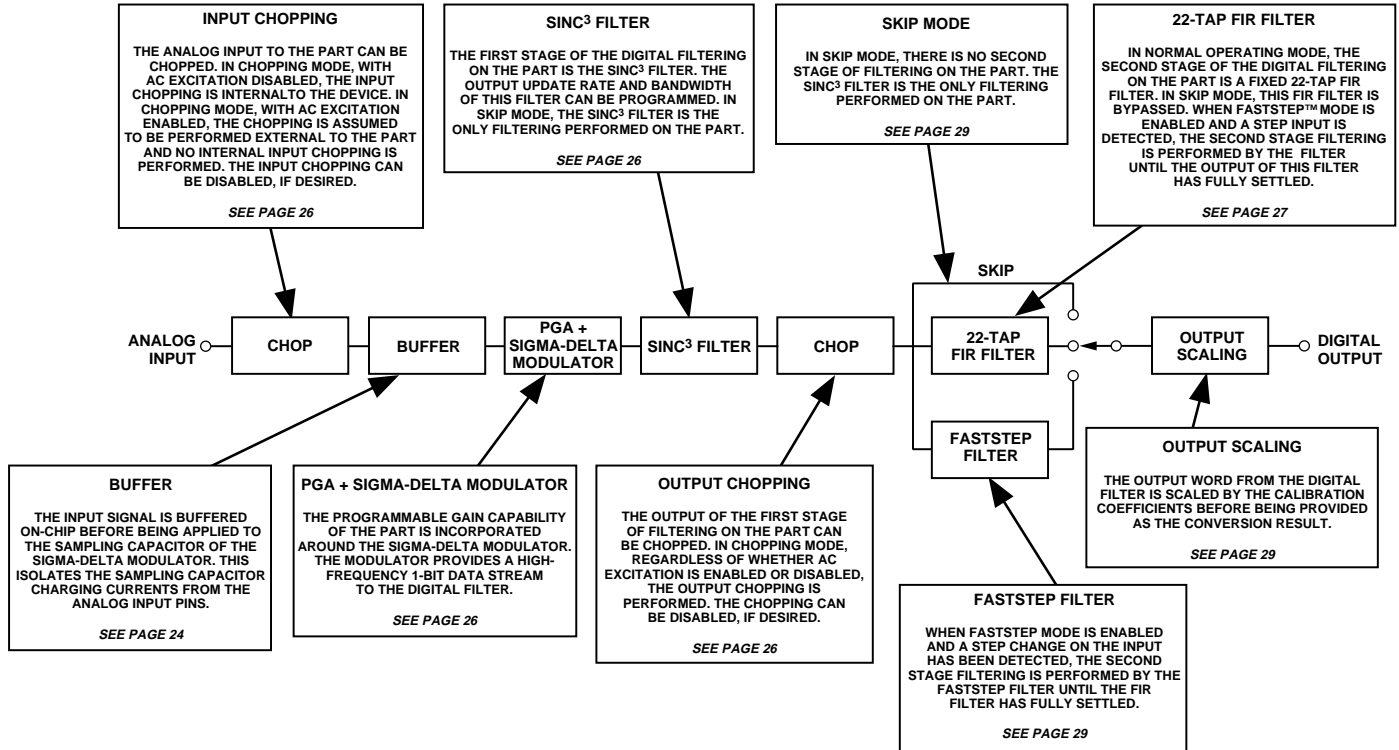 INPUT CHOPPING
THE ANALOG INPUT TO THE PART CAN BE
CHOPPED. IN CHOPPING MODE, WITH
AC EXCITATION DISABLED, THE INPUT
CHOPPING IS INTERNALTO THE DEVICE. IN
CHOPPING MODE, WITH AC EXCITATION
ENABLED, THE CHOPPING IS ASSUMED
TO BE PERFORMED EXTERNAL TO THE PART
AND NO INTERNAL INPUT CHOPPING IS
PERFORMED. THE INPUT CHOPPING CAN
BE DISABLED, IF DESIRED.
SEE PAGE 26
SINC3 FILTER
THE FIRST STAGE OF THE DIGITAL FILTERING
ON THE PART IS THE SINC3 FILTER. THE
OUTPUT UPDATE RATE AND BANDWIDTH
OF THIS FILTER CAN BE PROGRAMMED. IN
SKIP MODE, THE SINC3 FILTER IS THE
ONLY FILTERING PERFORMED ON THE PART.
SEE PAGE 26
SKIP MODE
IN SKIP MODE, THERE IS NO SECOND
STAGE OF FILTERING ON THE PART. THE
SINC3 FILTER IS THE ONLY FILTERING
PERFORMED ON THE PART.
SEE PAGE 29
22-TAP FIR FILTER
IN NORMAL OPERATING MODE, THE
SECOND STAGE OF THE DIGITAL FILTERING
ON THE PART IS A FIXED 22-TAP FIR
FILTER. IN SKIP MODE, THIS FIR FILTER IS
BYPASSED. WHEN FASTSTEP™ MODE IS
ENABLED AND A STEP INPUT IS
DETECTED, THE SECOND STAGE FILTERING
IS PERFORMED BY THE FILTER
UNTIL THE OUTPUT OF THIS FILTER
HAS FULLY SETTLED.
SEE PAGE 27
SKIP
ANALOG
INPUT
CHOP
BUFFER
PGA +
SIGMA-DELTA
MODULATOR
SINC3 FILTER
CHOP
22-TAP
FIR FILTER
OUTPUT
SCALING
DIGITAL
OUTPUT
FASTSTEP
FILTER
BUFFER
THE INPUT SIGNAL IS BUFFERED
ON-CHIP BEFORE BEING APPLIED TO
THE SAMPLING CAPACITOR OF THE
SIGMA-DELTA MODULATOR. THIS
ISOLATES THE SAMPLING CAPACITOR
CHARGING CURRENTS FROM THE
ANALOG INPUT PINS.
SEE PAGE 24
PGA + SIGMA-DELTA MODULATOR
THE PROGRAMMABLE GAIN CAPABILITY
OF THE PART IS INCORPORATED
AROUND THE SIGMA-DELTA MODULATOR.
THE MODULATOR PROVIDES A HIGH-
FREQUENCY 1-BIT DATA STREAM
TO THE DIGITAL FILTER.
SEE PAGE 26
OUTPUT CHOPPING
THE OUTPUT OF THE FIRST STAGE
OF FILTERING ON THE PART CAN
BE CHOPPED. IN CHOPPING MODE,
REGARDLESS OF WHETHER AC
EXCITATION IS ENABLED OR DISABLED,
THE OUTPUT CHOPPING IS
PERFORMED. THE CHOPPING CAN
BE DISABLED, IF DESIRED.
SEE PAGE 26
OUTPUT SCALING
THE OUTPUT WORD FROM THE DIGITAL
FILTER IS SCALED BY THE CALIBRATION
COEFFICIENTS BEFORE BEING PROVIDED
AS THE CONVERSION RESULT.
SEE PAGE 29
FASTSTEP FILTER
WHEN FASTSTEP MODE IS ENABLED
AND A STEP CHANGE ON THE INPUT
HAS BEEN DETECTED, THE SECOND
STAGE FILTERING IS PERFORMED BY THE
FASTSTEP FILTER UNTIL THE FIR
FILTER HAS FULLY SETTLED.
SEE PAGE 29